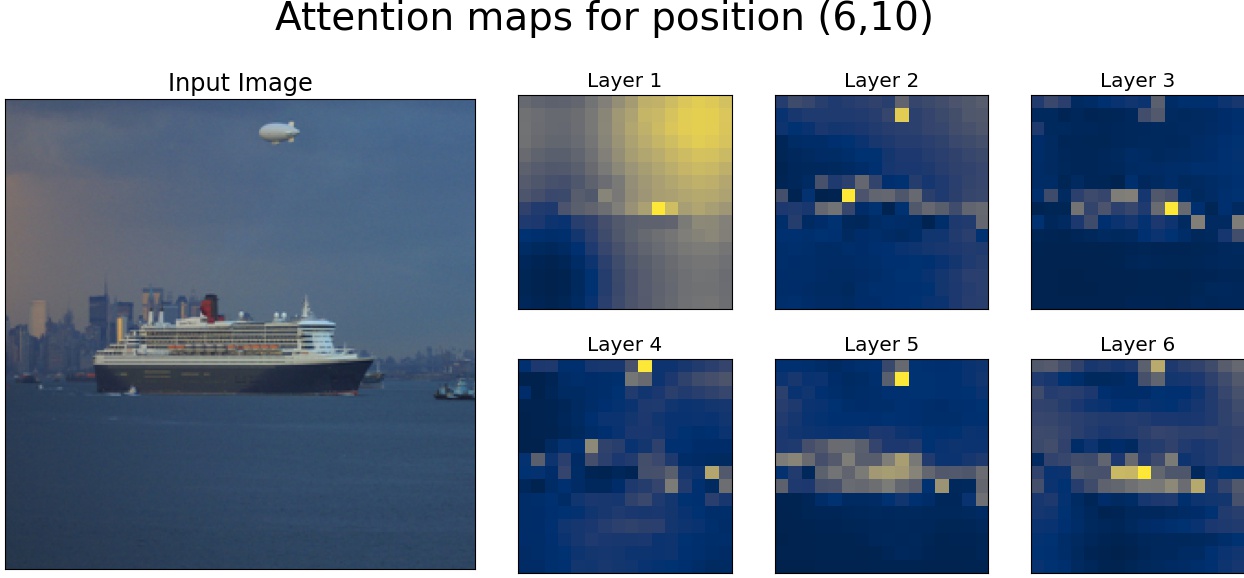 Attention maps for position (6,10)
Input Image
Layer 1
Layer 2
Layer 3
Layer 4
Layer 5
Layer 6